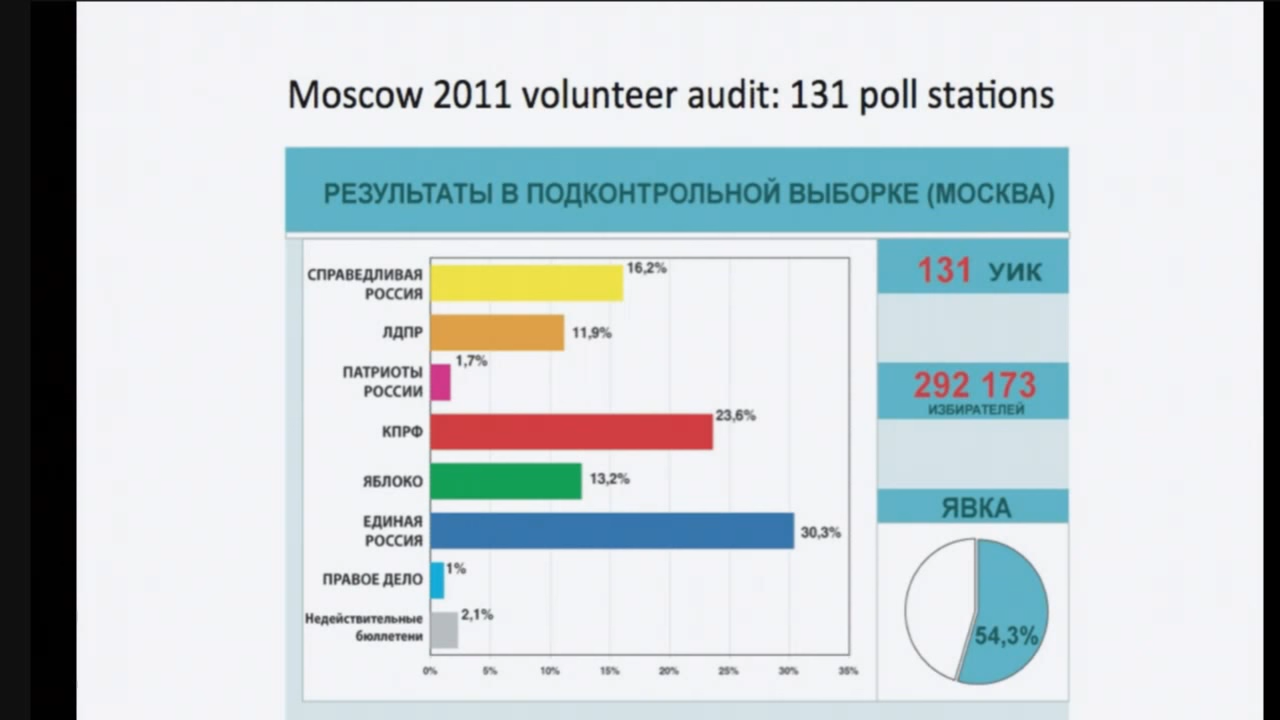 Moscow 2011 volunteer audit: 131 poll stations
РЕЗУЛЬТАТЫ В ПОДКОНТРОЛЬНОЙ ВЫБОРКЕ (МОСКВА)
СПРАВЕДЛИВАЯ
РОССИЯ
16,2%
ЛДПР
11,9%
ПАТРИОТЫ
РОССИИ
1,7%
КПРФ
23,6%
ЯБЛОКО
13,2%
ЕДИНАЯ
РОССИЯ
30,3%
ПРАВОЕ ДЕЛО
1%
Недействительные
бюллетени
2,1%
0% 5% 10% 15% 20% 25% 30% 35%
131 УИК
292 173
ИЗБИРАТЕЛЕЙ
ЯВКА
54,3%